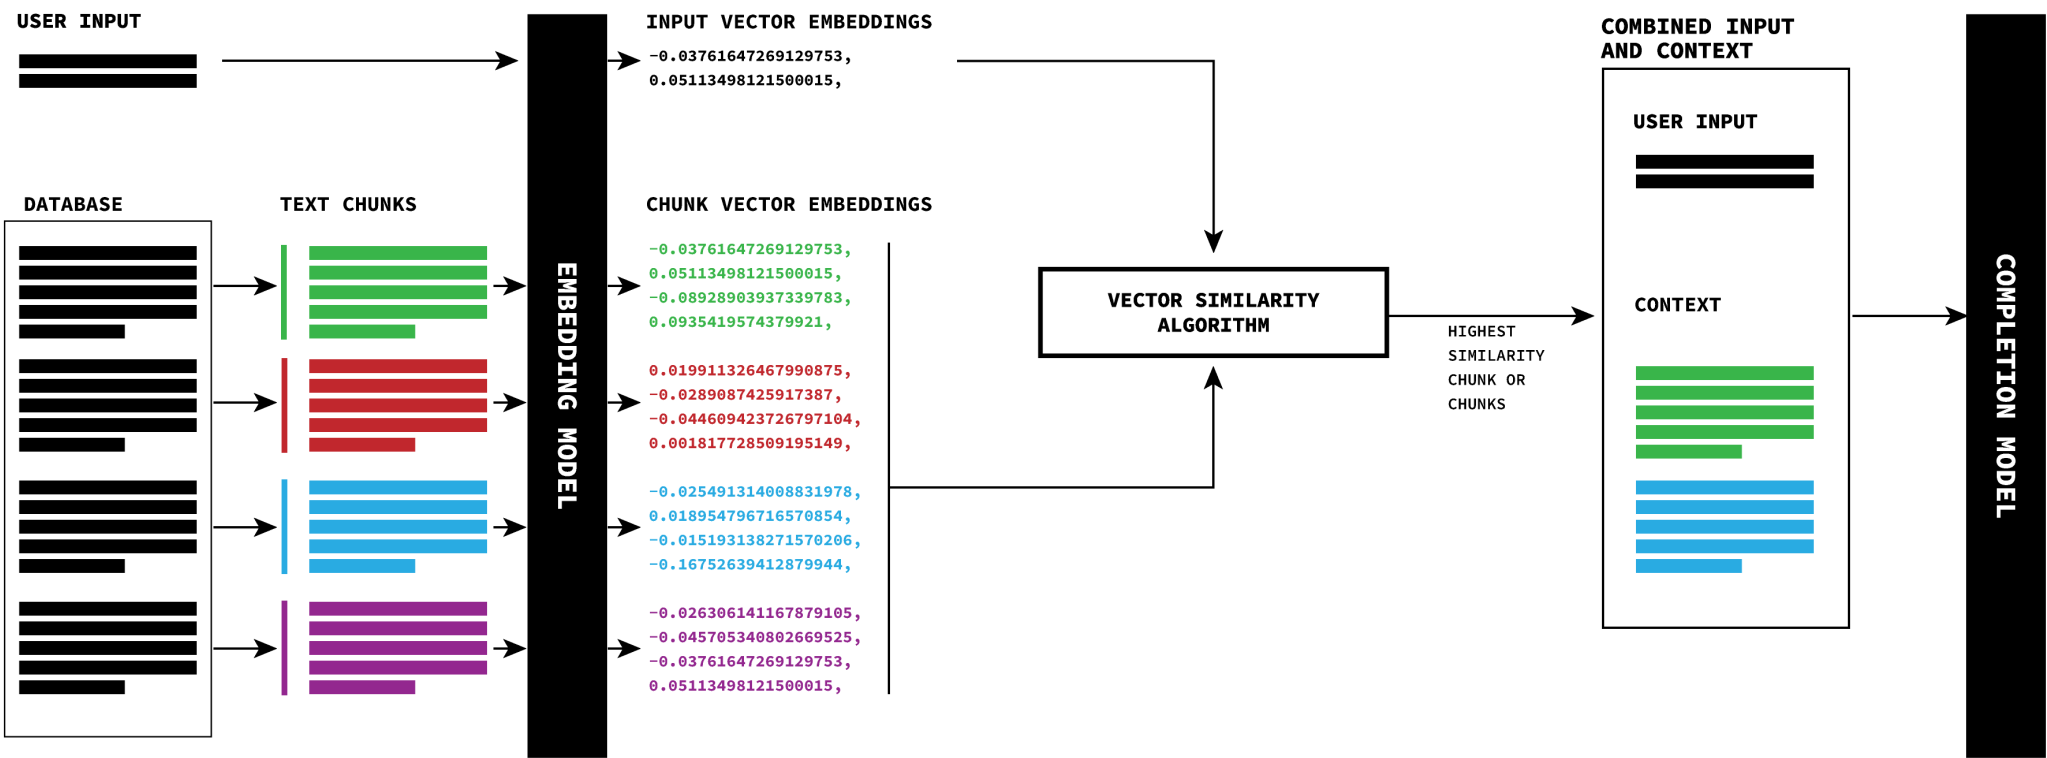 USER INPUT
INPUT VECTOR EMBEDDINGS
-0.03761647269129753,
0.05113498121500015,
DATABASE
TEXT CHUNKS
EMBEDDING MODEL
CHUNK VECTOR EMBEDDINGS
-0.03761647269129753,
0.05113498121500015,
-0.08928903937339783,
0.0935419574379921,
0.019911326467990875,
-0.0289087425917387,
-0.044609423726797104,
0.001817728509195149,
-0.025491314008831978,
0.018954796716570854,
-0.015193138271570206,
-0.16752639412879944,
-0.026306141167879105,
-0.045705340802669525,
-0.03761647269129753,
0.05113498121500015,
VECTOR SIMILARITY
ALGORITHM
HIGHEST
SIMILARITY
CHUNK OR
CHUNKS
COMBINED INPUT
AND CONTEXT
USER INPUT
CONTEXT
COMPLETION MODEL